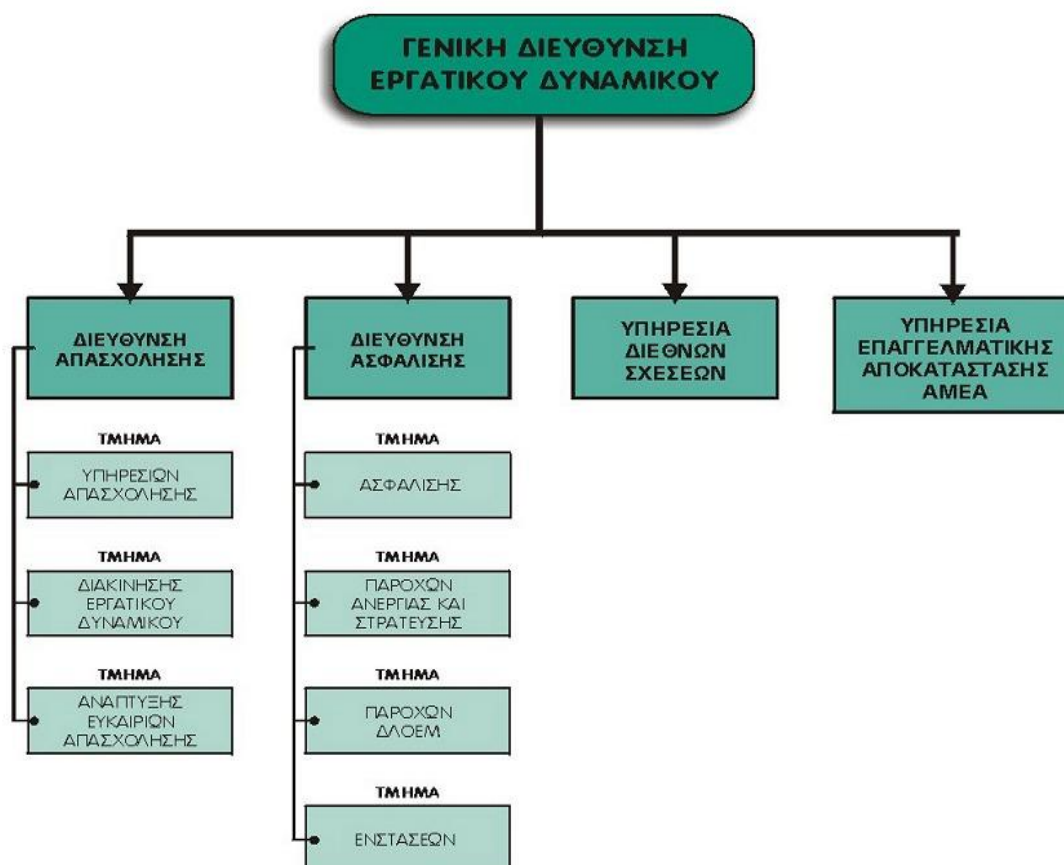 ΓΕΝΙΚΗ ΔΙΕΥΘΥΝΣΗ
ΕΡΓΑΤΙΚΟΥ ΔΥΝΑΜΙΚΟΥ
ΔΙΕΥΘΥΝΣΗ
ΑΠΑΣΧΟΛΗΣΗΣ
ΤΜΗΜΑ
ΥΠΗΡΕΣΙΩΝ
ΑΠΑΣΧΟΛΗΣΗΣ
ΤΜΗΜΑ
ΔΙΑΚΙΝΗΣΗΣ
ΕΡΓΑΤΙΚΟΥ
ΔΥΝΑΜΙΚΟΥ
ΤΜΗΜΑ
ΑΝΑΠΤΥΞΗΣ
ΕΥΚΑΙΡΙΩΝ
ΑΠΑΣΧΟΛΗΣΗΣ
ΔΙΕΥΘΥΝΣΗ
ΑΣΦΑΛΙΣΗΣ
ΤΜΗΜΑ
ΑΣΦΑΛΙΣΗΣ
ΤΜΗΜΑ
ΠΑΡΟΧΩΝ
ΑΝΕΡΓΙΑΣ ΚΑΙ
ΣΤΡΑΤΕΥΣΗΣ
ΤΜΗΜΑ
ΠΑΡΟΧΩΝ
ΔΛΟΕΜ
ΤΜΗΜΑ
ΕΝΣΤΑΣΕΩΝ
ΥΠΗΡΕΣΙΑ
ΔΙΕΘΝΩΝ
ΣΧΕΣΕΩΝ
ΥΠΗΡΕΣΙΑ
ΕΠΑΓΓΕΛΜΑΤΙΚΗΣ
ΑΠΟΚΑΤΑΣΤΑΣΗΣ
ΑΜΕΑ